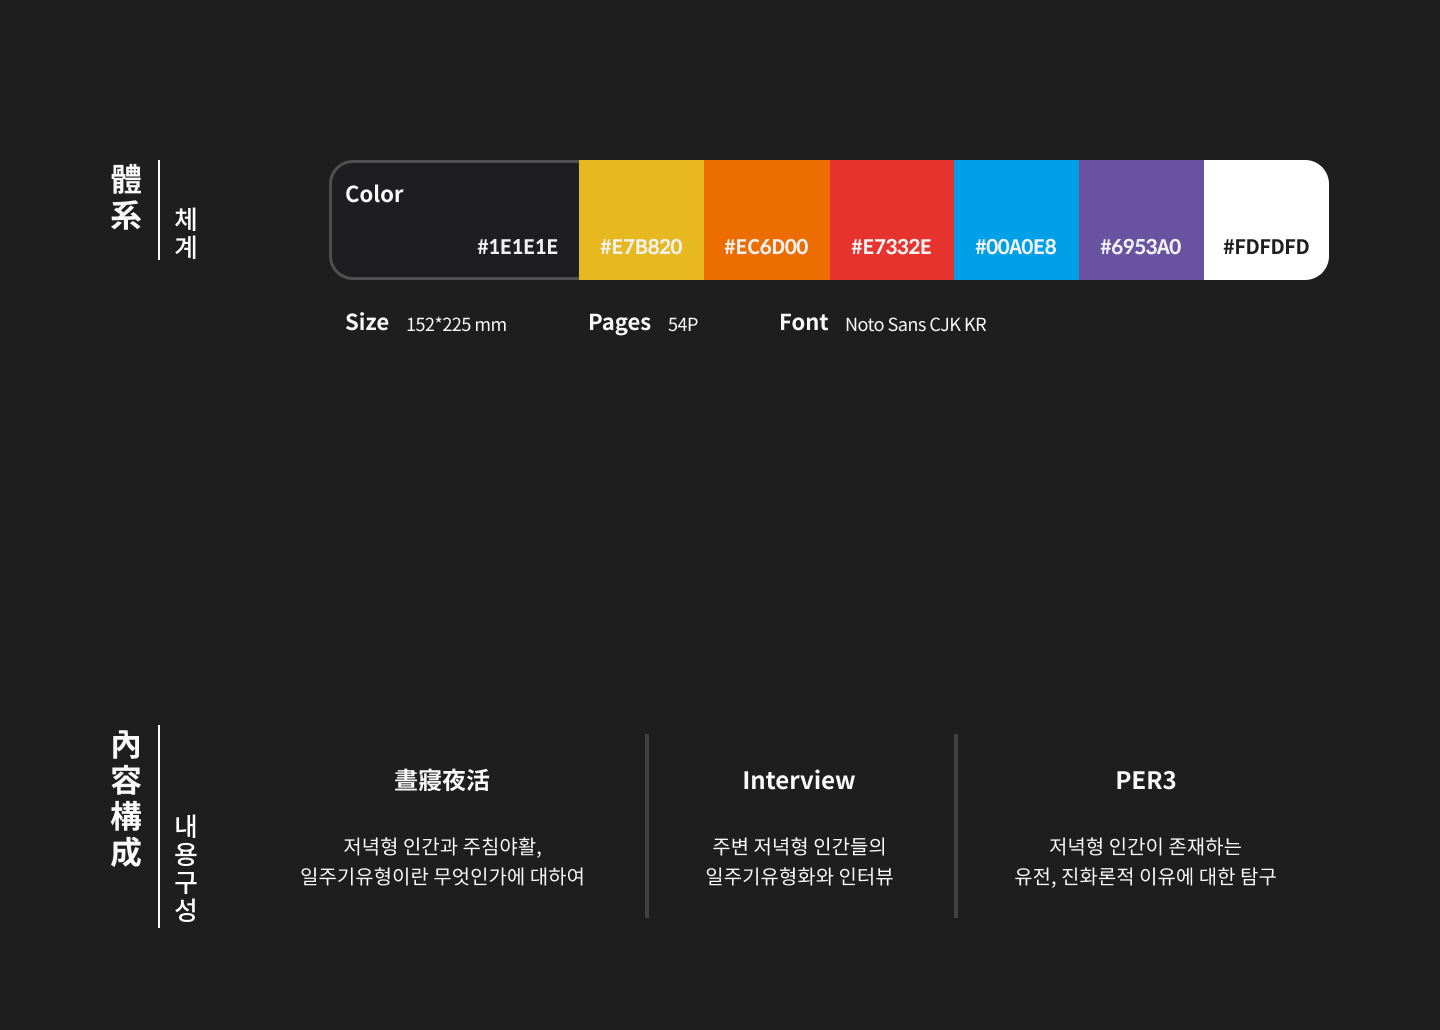 體系
체계
Color
#1E1E1E
#E7B820
#EC6D00
#E7332E
#00A0E8
#6953A0
#FDFDFD
Size 152*225 mm
Pages 54P
Font Noto Sans CJK KR
內容構成
내용구성
晝寢夜活
저녁형 인간과 주침야활,
일주기유형이란 무엇인가에 대하여
Interview
주변 저녁형 인간들의
일주기유형화와 인터뷰
PER3
저녁형 인간이 존재하는
유전, 진화론적 이유에 대한 탐구